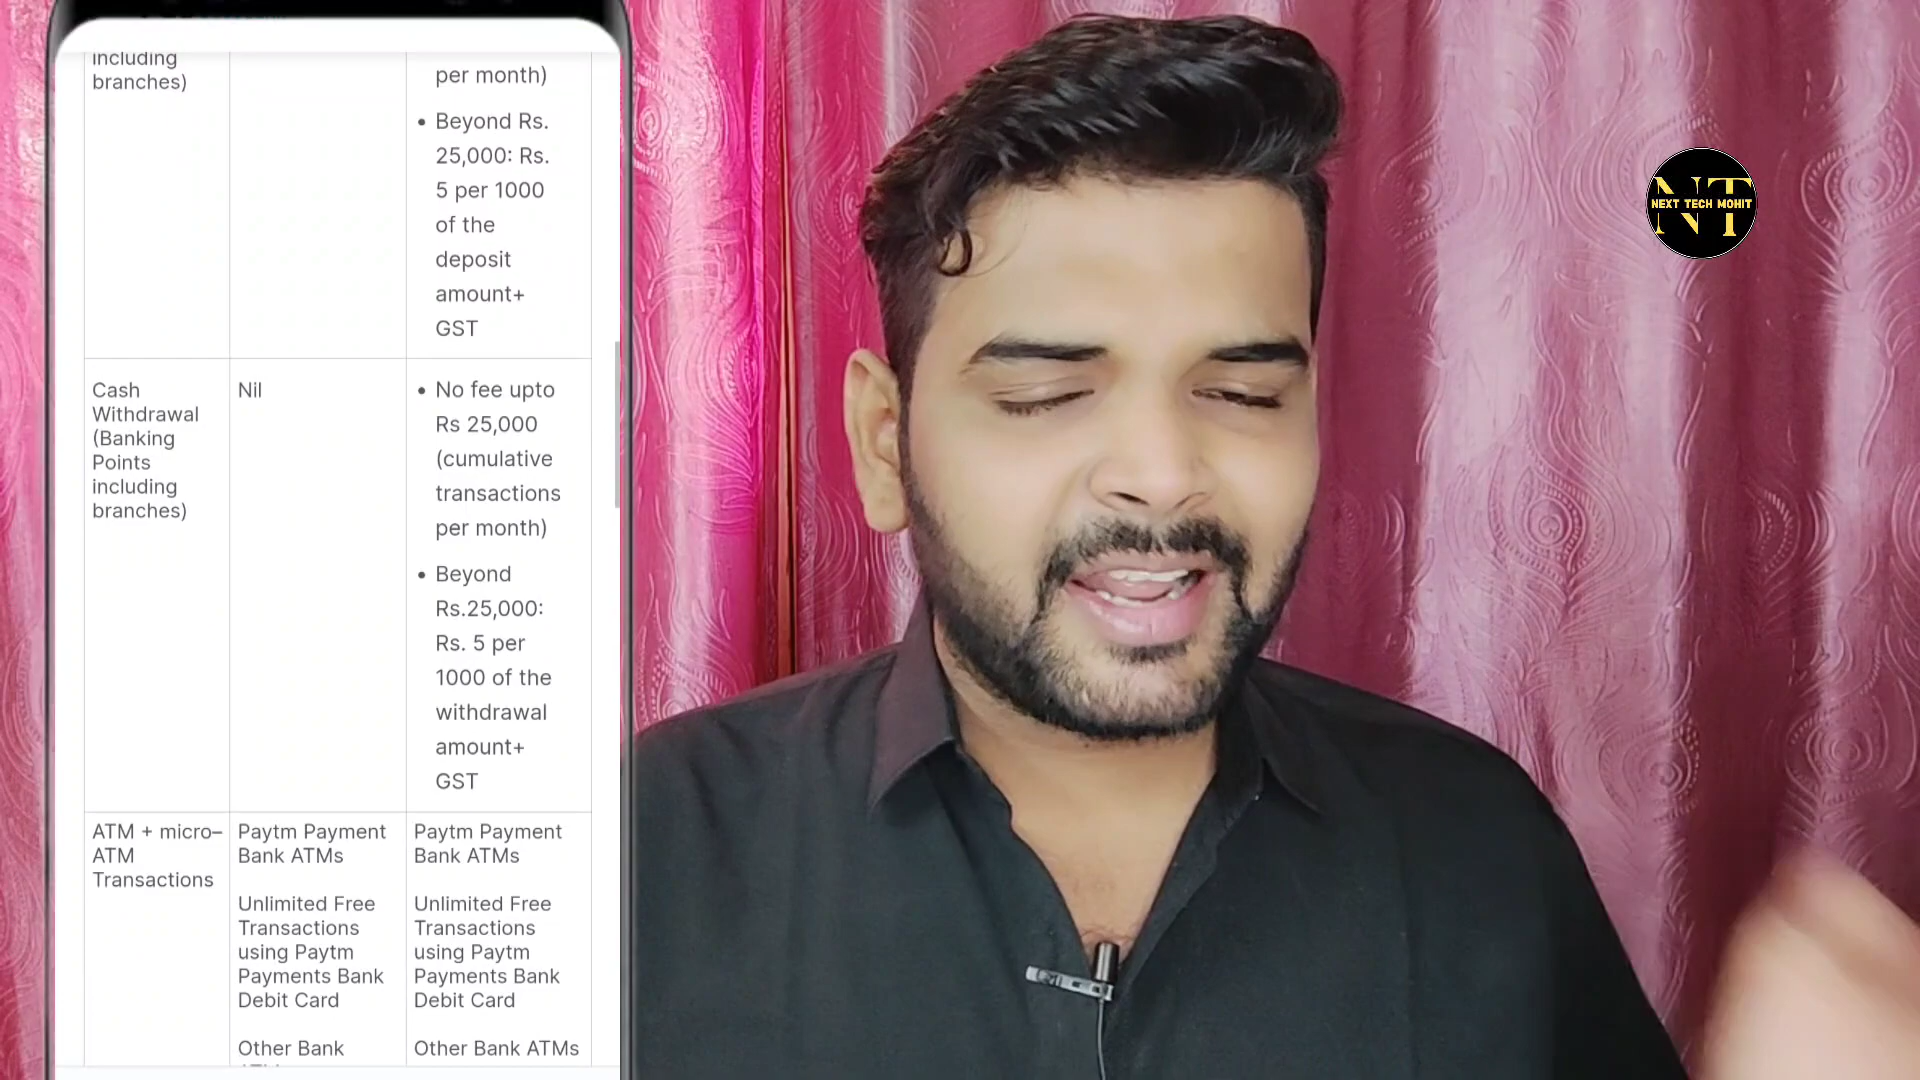 including
branches)
per month)
• Beyond Rs.
25,000: Rs.
5 per 1000
of the
deposit
amount+
GST
Cash
Withdrawal
(Banking
Points
including
branches)
Nil
• No fee upto
Rs 25,000
(cumulative
transactions
per month)
• Beyond
Rs.25,000:
Rs. 5 per
1000 of the
withdrawal
amount+
GST
ATM + micro–
ATM
Transactions
Paytm Payment
Bank ATMs
Unlimited Free
Transactions
using Paytm
Payments Bank
Debit Card
Other Bank
Paytm Payment
Bank ATMs
Unlimited Free
Transactions
using Paytm
Payments Bank
Debit Card
Other Bank ATMs
NT
NEXT TECH MOHIT